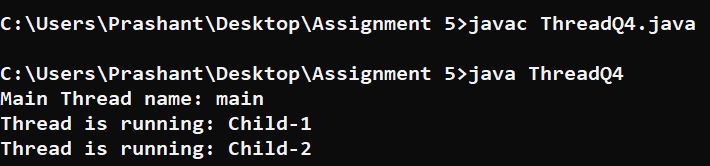 C:\Users\Prashant\Desktop\Assignment 5>javac ThreadQ4.java
C:\Users\Prashant\Desktop\Assignment 5>java ThreadQ4
Main Thread name: main
Thread is running: Child-1
Thread is running: Child-2